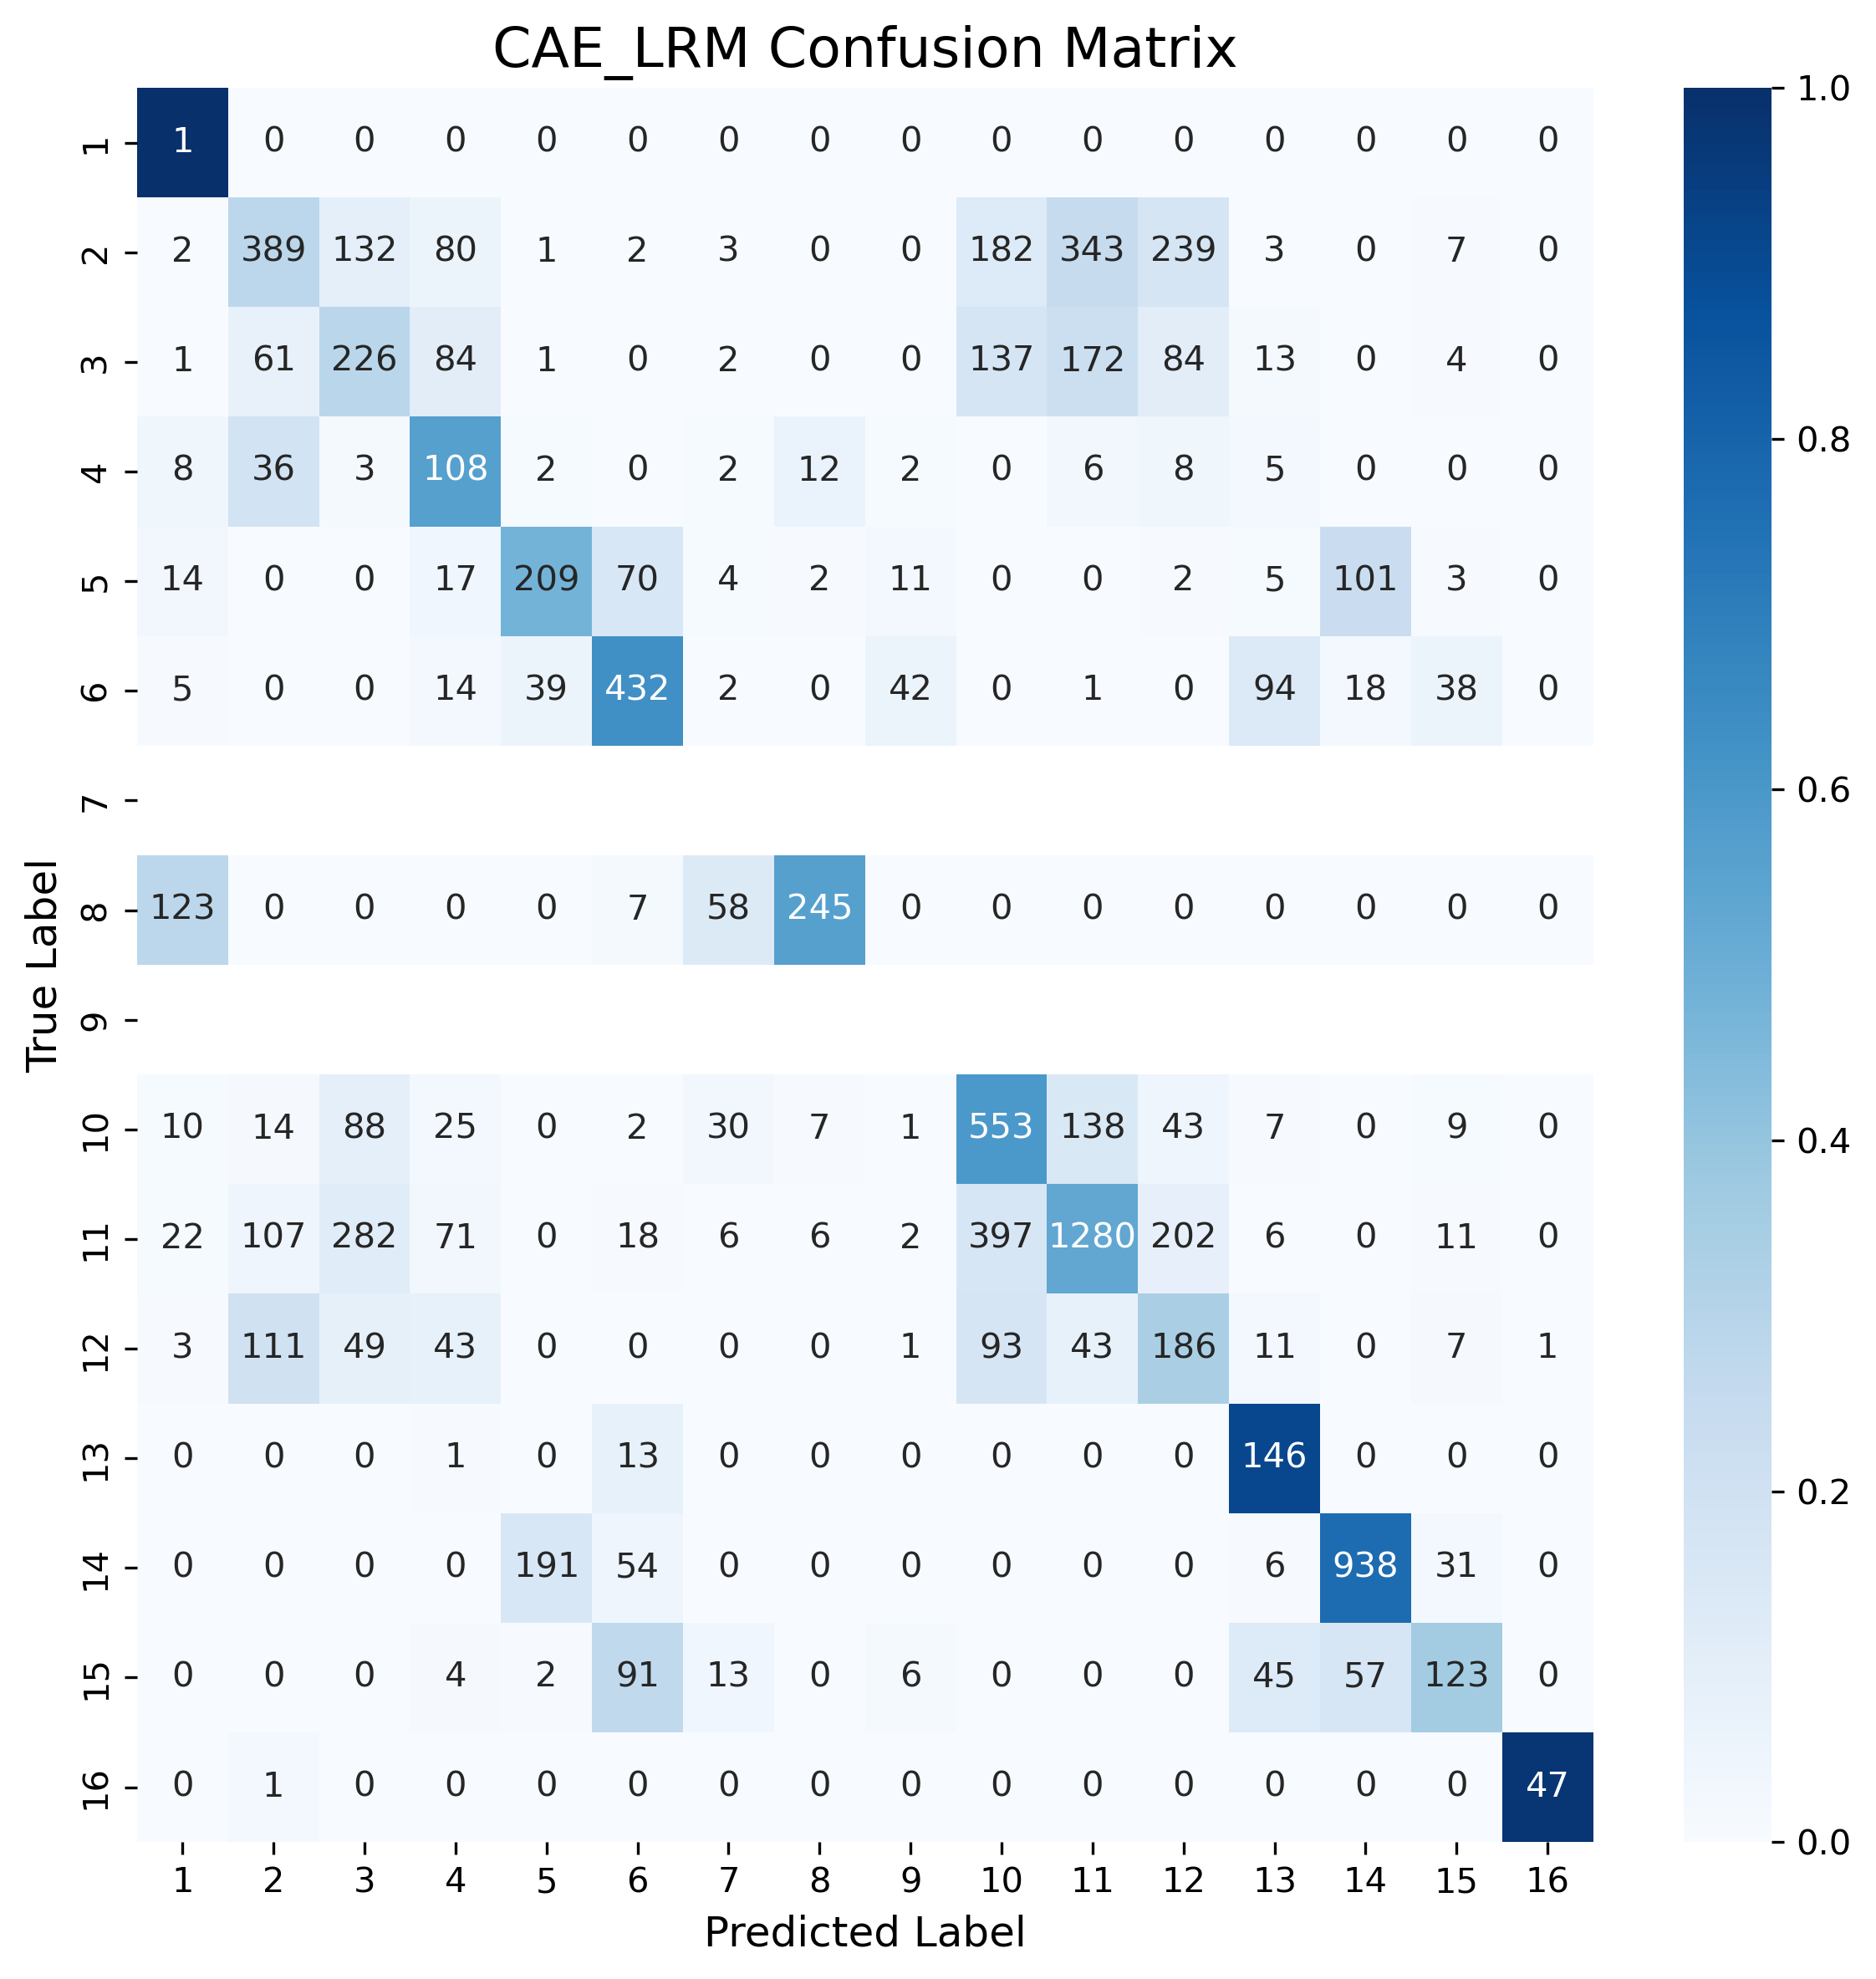 CAE_LRM Confusion Matrix
1 1 0 0 0 0 0 0 0 0 0 0 0 0 0 0 0
2 2 389 132 80 1 2 3 0 0 182 343 239 3 0 7 0
3 1 61 226 84 1 0 2 0 0 137 172 84 13 0 4 0
4 8 36 3 108 2 0 2 12 2 0 6 8 5 0 0 0
5 14 0 0 17 209 70 4 2 11 0 0 2 5 101 3 0
6 5 0 0 14 39 432 2 0 42 0 1 0 94 18 38 0
7
8 123 0 0 0 0 7 58 245 0 0 0 0 0 0 0 0
9
10 10 14 88 25 0 2 30 7 1 553 138 43 7 0 9 0
11 22 107 282 71 0 18 6 6 2 397 1280 202 6 0 11 0
12 3 111 49 43 0 0 0 0 1 93 43 186 11 0 7 1
13 0 0 0 1 0 13 0 0 0 0 0 0 146 0 0 0
14 0 0 0 0 191 54 0 0 0 0 0 0 6 938 31 0
15 0 0 0 4 2 91 13 0 6 0 0 0 45 57 123 0
16 0 1 0 0 0 0 0 0 0 0 0 0 0 0 0 47
1 2 3 4 5 6 7 8 9 10 11 12 13 14 15 16
Predicted Label
True Label
1.0
0.8
0.6
0.4
0.2
0.0